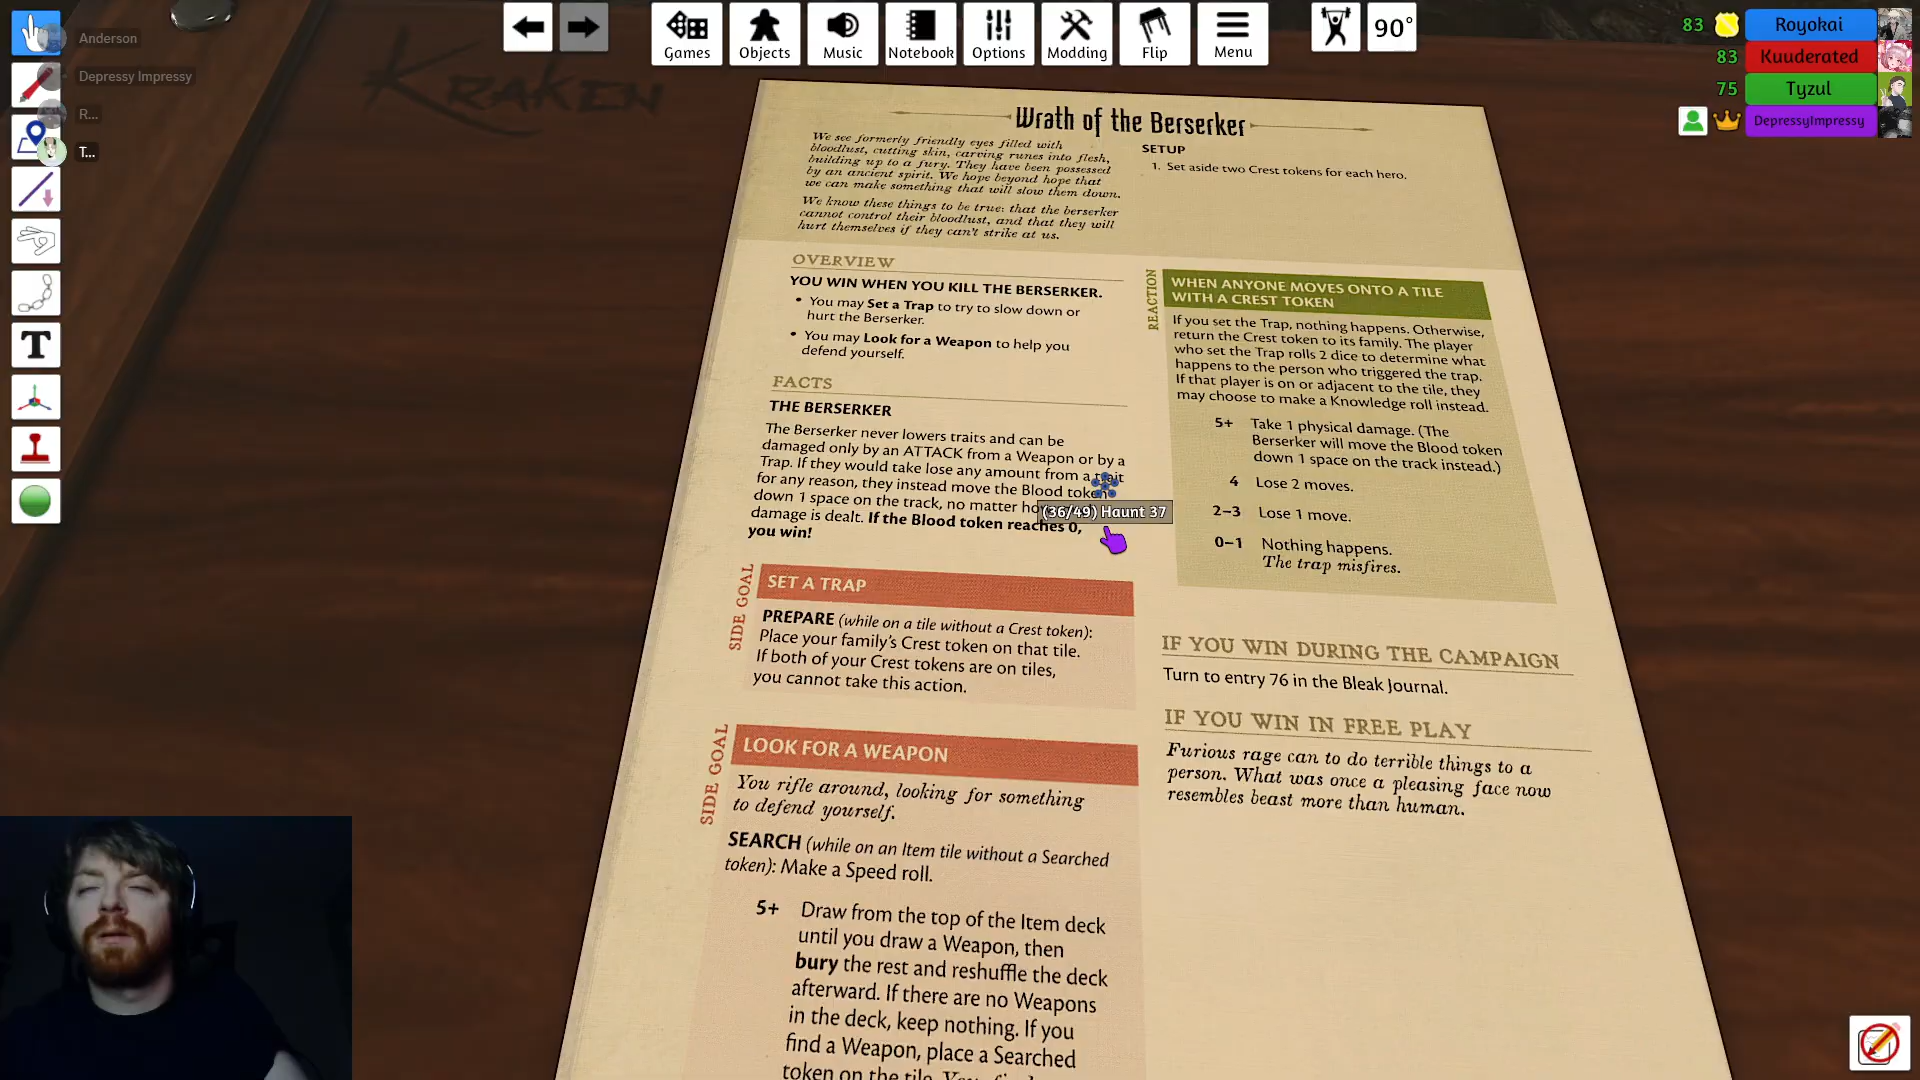 Anderson
Depressy Impressy
R...
T...
Games
Objects
Music
Notebook
Options
Modding
Flip
Menu
90°
83
Royokai
83
Kuuderated
75
Tyzul
DepressyImpressy
KRAKEN
Wrath of the Berserker
We see formerly friendly eyes filled with
bloodlust, cutting skin, carving runes into flesh,
building up to a fury. They have been possessed
by an ancient spirit. We hope beyond hope that
we can make something that will slow them down.
We know these things to be true: that the berserker
cannot control their bloodlust, and that they will
hurt themselves if they can't strike at us.
SETUP
1. Set aside two Crest tokens for each hero.
OVERVIEW
YOU WIN WHEN YOU KILL THE BERSERKER.
• You may Set a Trap to try to slow down or
hurt the Berserker.
• You may Look for a Weapon to help you
defend yourself.
FACTS
THE BERSERKER
The Berserker never lowers traits and can be
damaged only by an ATTACK from a Weapon or by a
Trap. If they would take lose any amount from a trait
for any reason, they instead move the Blood token
down 1 space on the track, no matter
damage is dealt. If the Blood token reaches 0,
you win!
(36/49) Haunt 37
SIDE GOAL
SET A TRAP
PREPARE (while on a tile without a Crest token):
Place your family's Crest token on that tile.
If both of your Crest tokens are on tiles,
you cannot take this action.
SIDE GOAL
LOOK FOR A WEAPON
You rifle around, looking for something
to defend yourself.
SEARCH (while on an Item tile without a Searched
token): Make a Speed roll.
5+ Draw from the top of the Item deck
until you draw a Weapon, then
bury the rest and reshuffle the deck
afterward. If there are no Weapons
in the deck, keep nothing. If you
find a Weapon, place a Searched
token on the tile.
REACTION
WHEN ANYONE MOVES ONTO A TILE
WITH A CREST TOKEN
If you set the Trap, nothing happens. Otherwise,
return the Crest token to its family. The player
who set the Trap rolls 2 dice to determine what
happens to the person who triggered the trap.
If that player is on or adjacent to the tile, they
may choose to make a Knowledge roll instead.
5+ Take 1 physical damage. (The
Berserker will move the Blood token
down 1 space on the track instead.)
4 Lose 2 moves.
2–3 Lose 1 move.
0–1 Nothing happens.
The trap misfires.
IF YOU WIN DURING THE CAMPAIGN
Turn to entry 76 in the Bleak Journal.
IF YOU WIN IN FREE PLAY
Furious rage can to do terrible things to a
person. What was once a pleasing face now
resembles beast more than human.